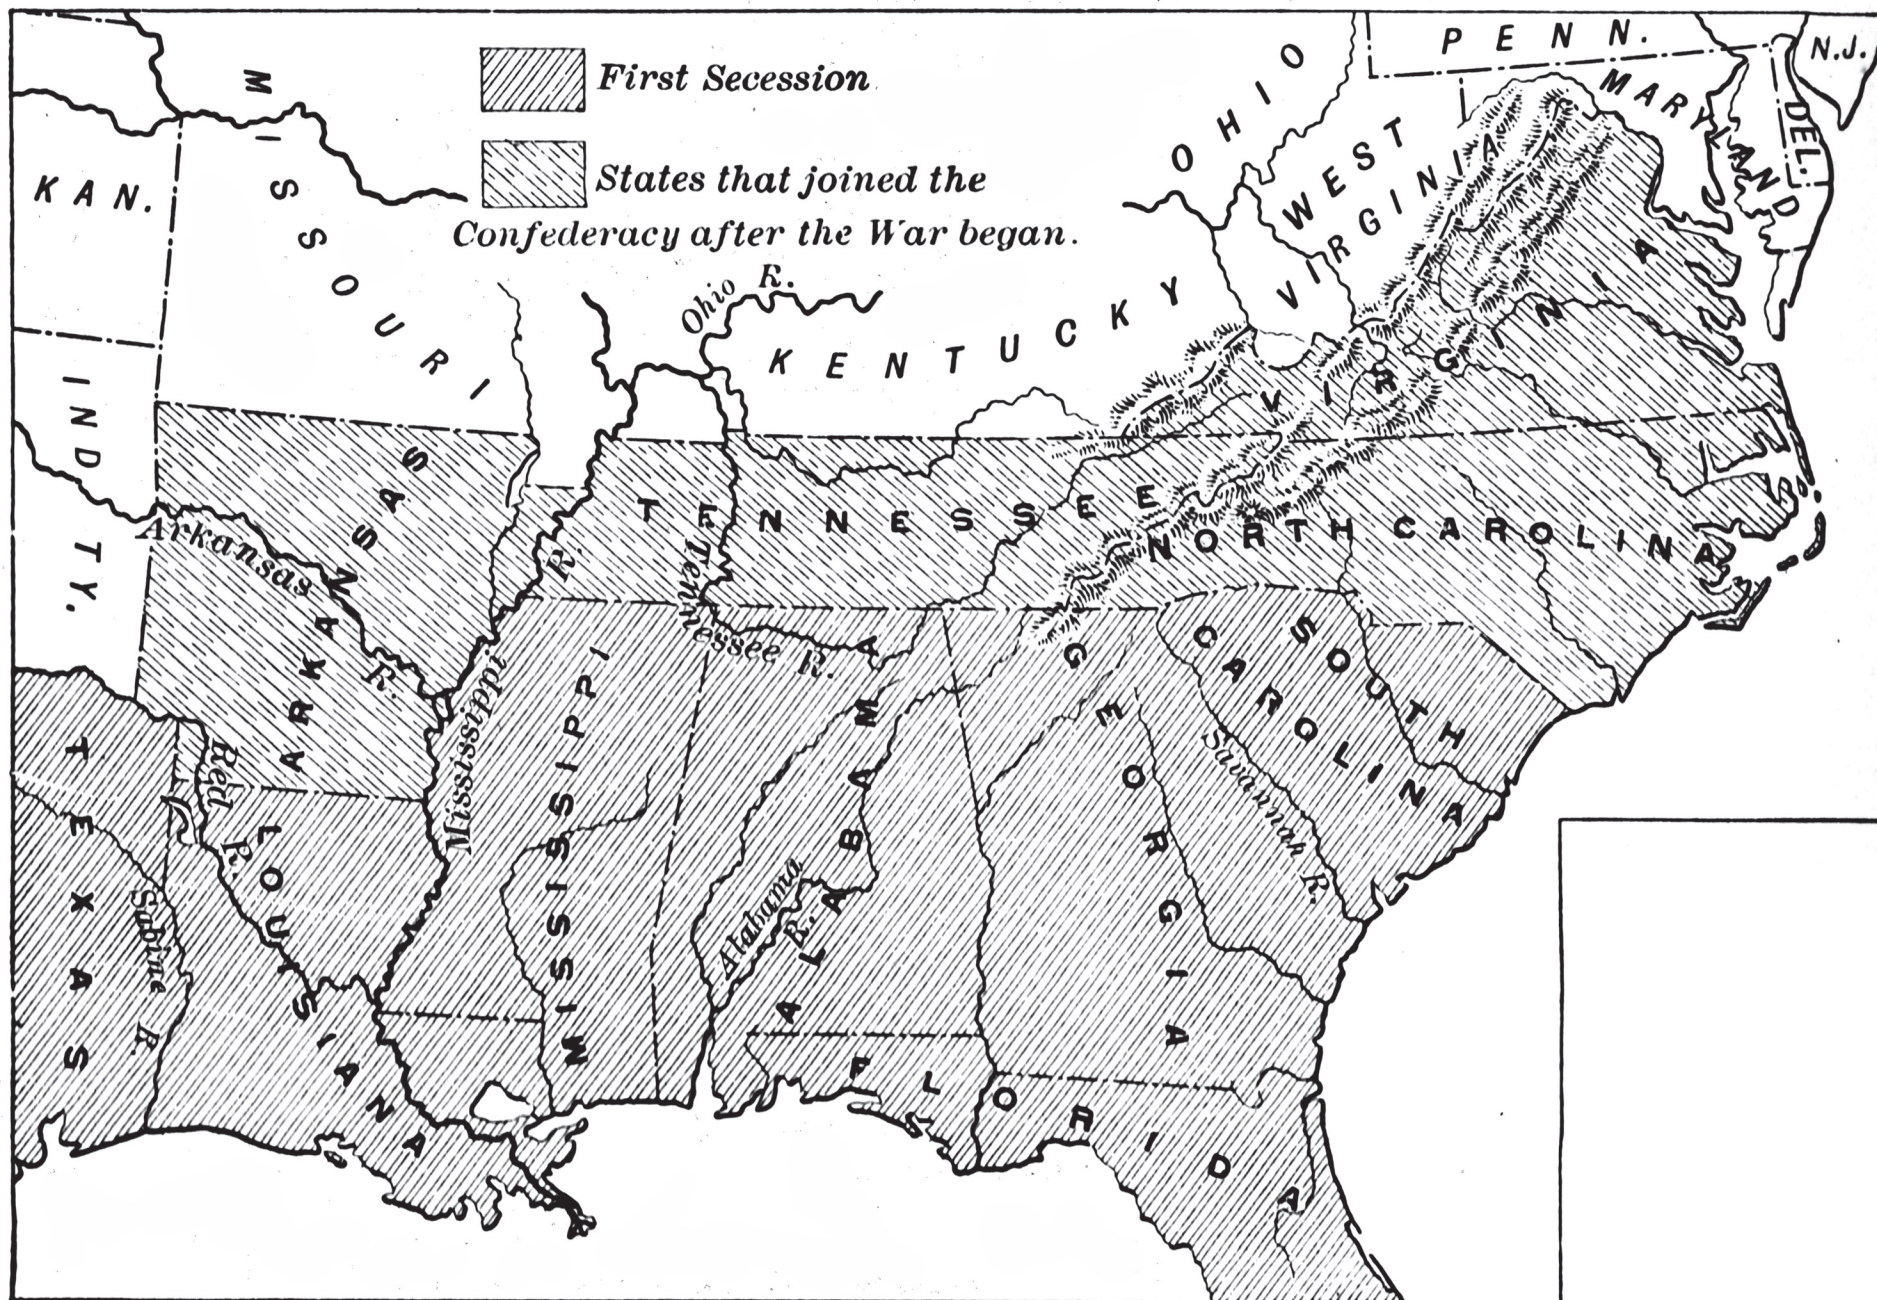 First Secession
States that joined the
Confederacy after the War began.
PENN.
N.J.
MARYLAND
DEL.
OHIO
WEST
VIRGINIA
KAN.
MISSOURI
Ohio R.
KENTUCKY
VIRGINIA
IND TY.
ARKANSAS
Arkansas R.
TENNESSEE
Tennessee R.
NORTH CAROLINA
SOUTH
CAROLINA
Mississippi R.
MISSISSIPPI
ALABAMA
Alabama R.
GEORGIA
Savannah R.
TEXAS
Red R.
Sabine R.
LOUISIANA
FLORIDA